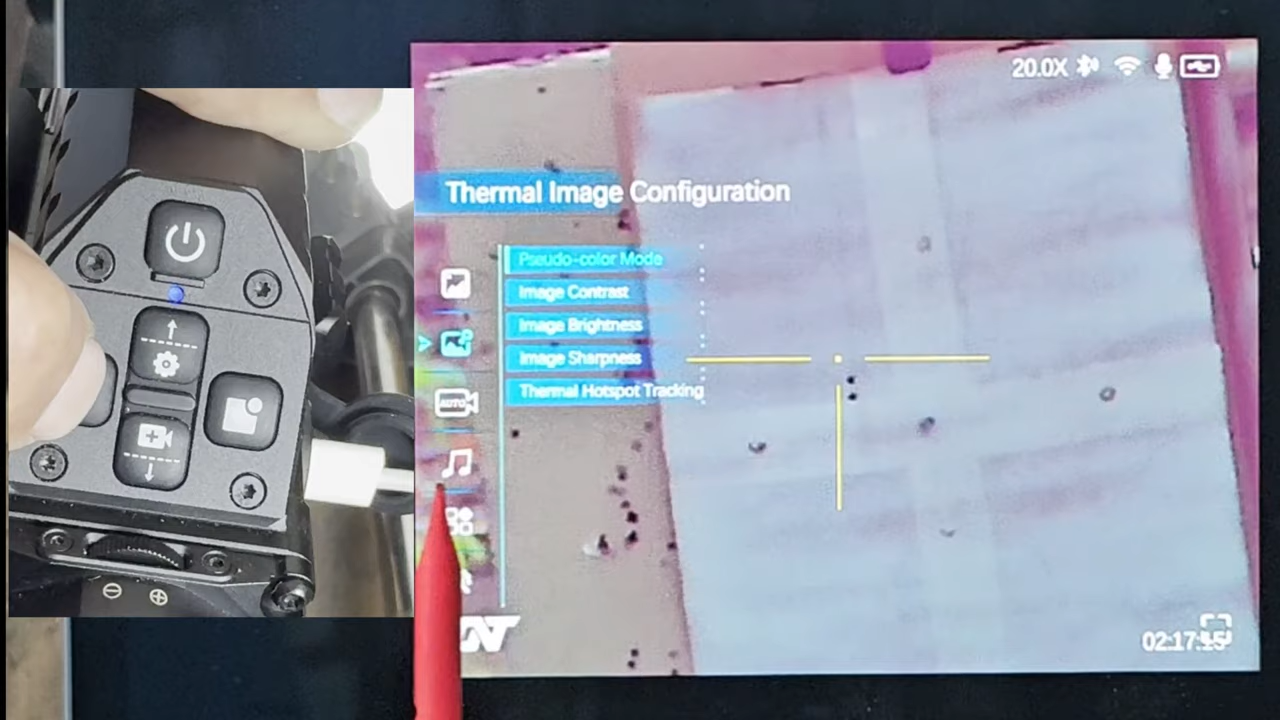 20.0X
Thermal Image Configuration
Pseudo-color Mode
Image Contrast
Image Brightness
Image Sharpness
Thermal Hotspot Tracking
AUTO